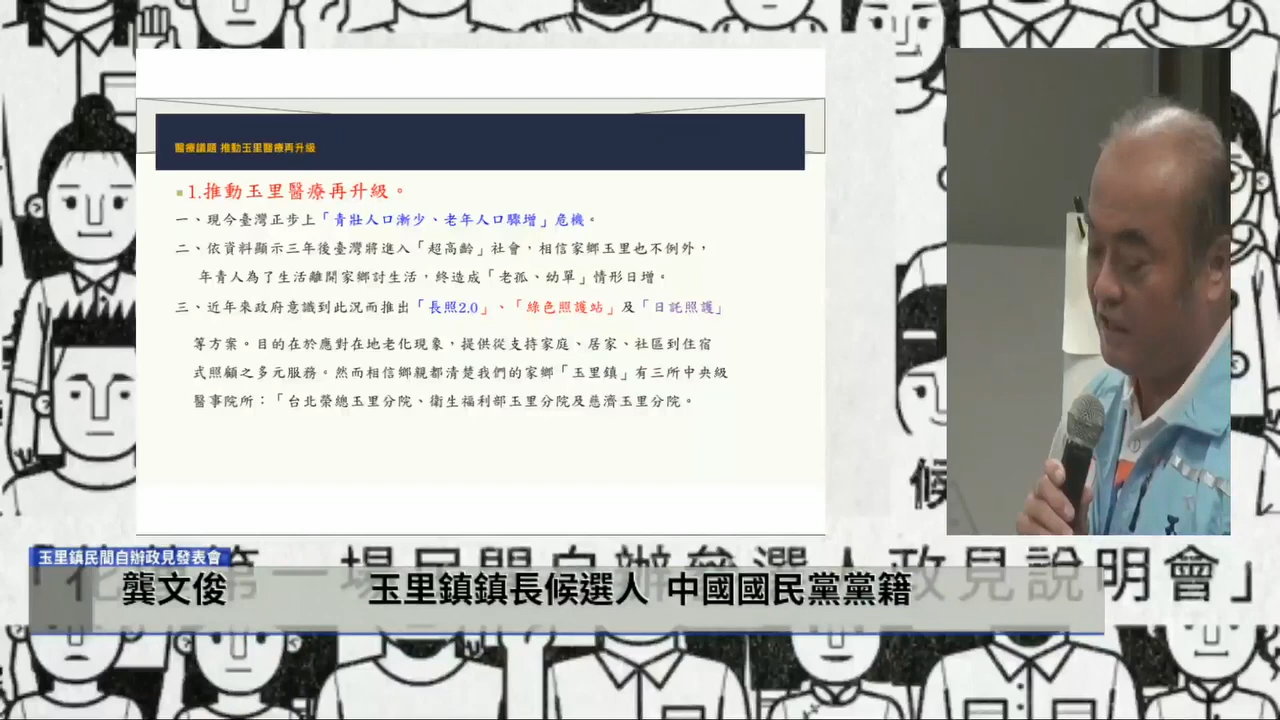 醫療議題 推動玉里醫療再升級
1.推動玉里醫療再升級。
一、現今臺灣正步上「青壯人口漸少、老年人口驟增」危機。
二、依資料顯示三年後臺灣將進入「超高齡」社會，相信家鄉玉里也不例外，
年青人為了生活離開家鄉討生活，終造成「老孤、幼單」情形日增。
三、近年來政府意識到此況而推出「長照2.0」、「綠色照護站」及「日託照護」
等方案。目的在於應對在地老化現象，提供從支持家庭、居家、社區到住宿
式照顧之多元服務。然而相信鄉親都清楚我們的家鄉「玉里鎮」有三所中央級
醫事院所：「台北榮總玉里分院、衛生福利部玉里分院及慈濟玉里分院。
候
玉里鎮民間自辦政見發表會
「花蓮第一場民間自辦參選人政見說明會」
龔文俊 玉里鎮鎮長候選人 中國國民黨黨籍